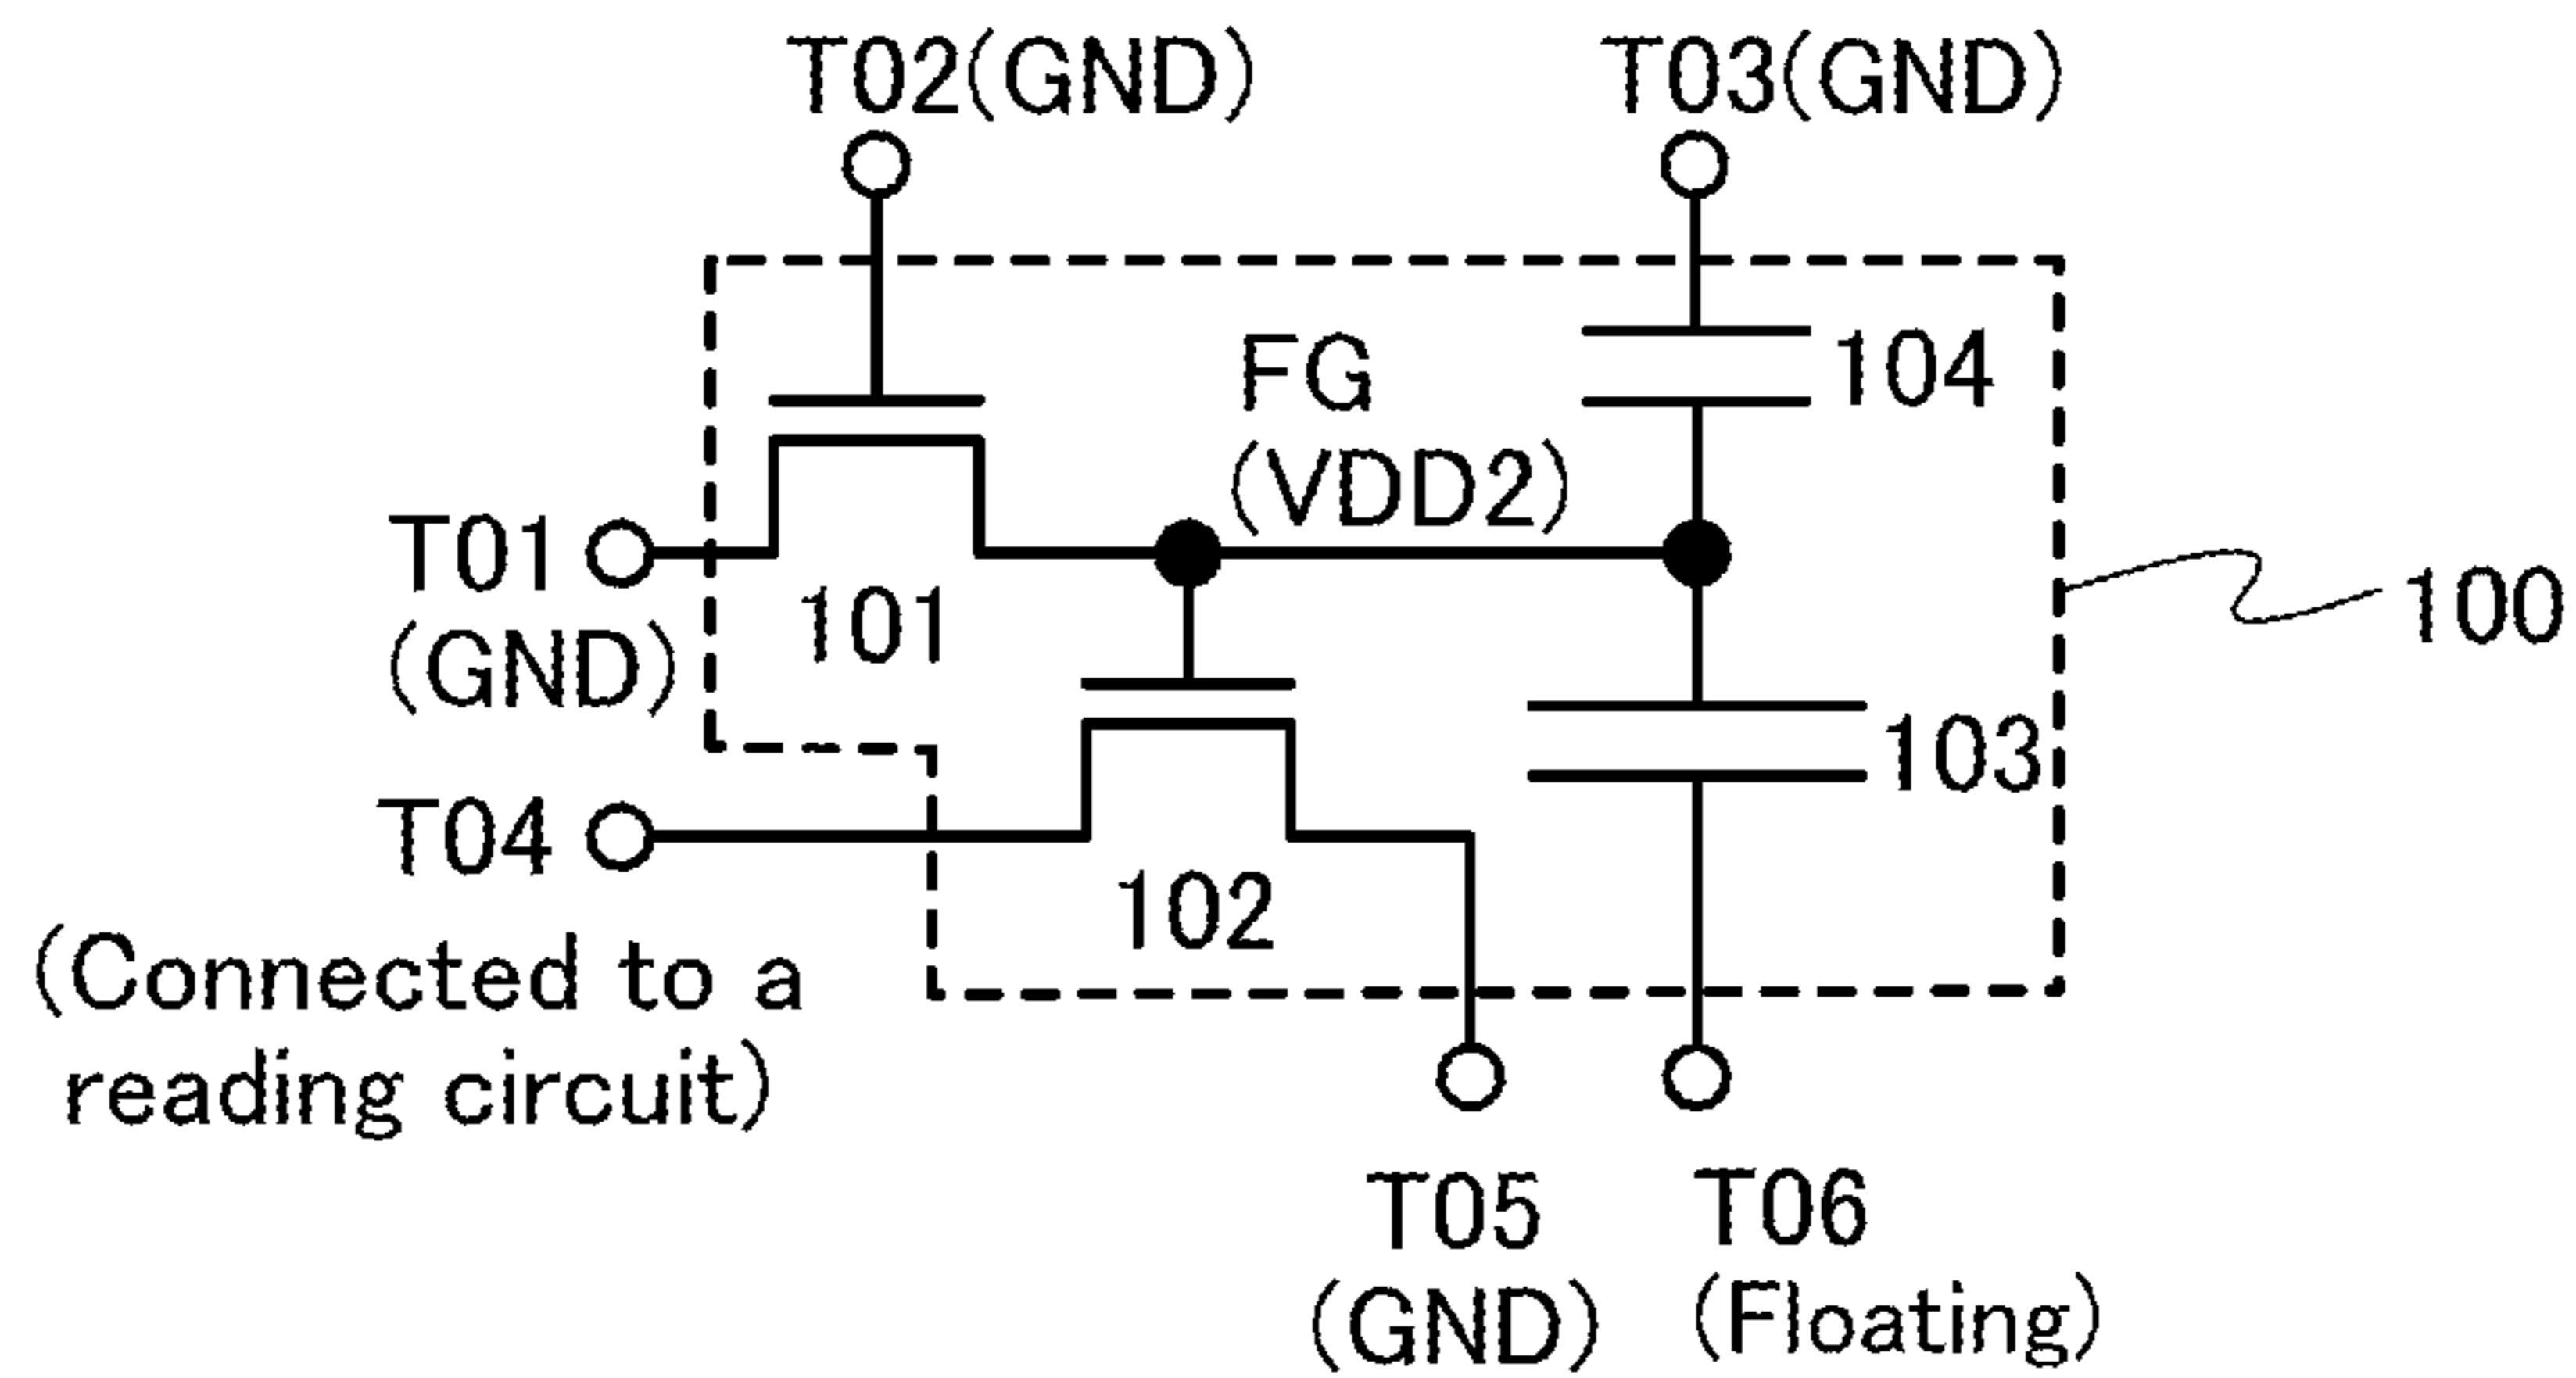 T02(GND)
T03(GND)
104
FG
(VDD2)
T01
(GND)
101
100
103
T04
(Connected to a
reading circuit)
102
T05
(GND)
T06
(Floating)